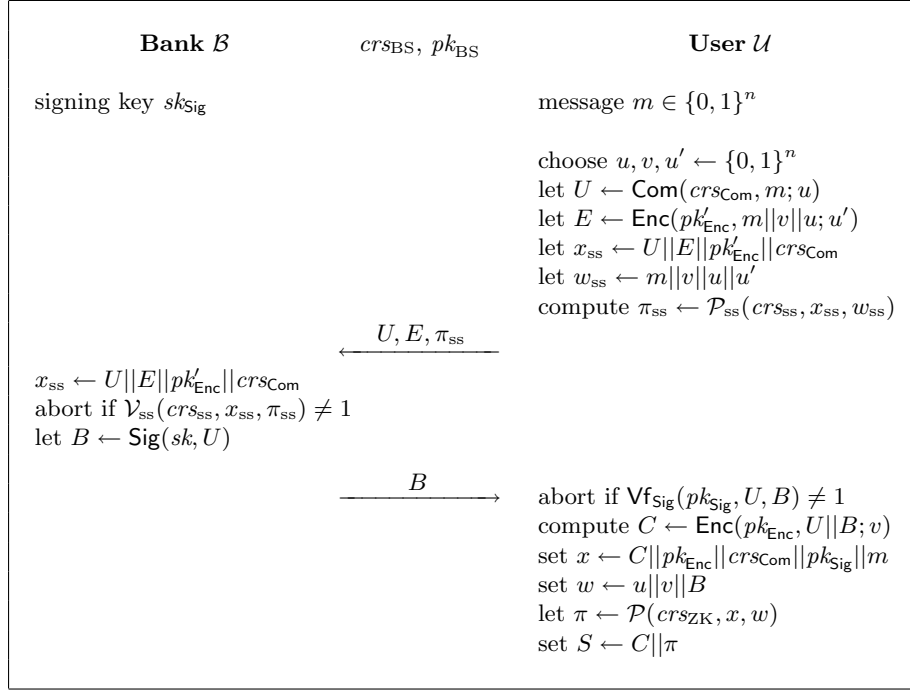 Bank 𝓑 crs_BS, pk_BS User 𝓤
signing key sk_Sig message m ∈ {0, 1}^n
choose u, v, u′ ← {0, 1}^n
let U ← Com(crs_Com, m; u)
let E ← Enc(pk′_Enc, m||v||u; u′)
let x_ss ← U||E||pk′_Enc||crs_Com
let w_ss ← m||v||u||u′
compute π_ss ← 𝒫_ss(crs_ss, x_ss, w_ss)
U, E, π_ss
x_ss ← U||E||pk′_Enc||crs_Com
abort if 𝒱_ss(crs_ss, x_ss, π_ss) ≠ 1
let B ← Sig(sk, U)
B abort if Vf_Sig(pk_Sig, U, B) ≠ 1
compute C ← Enc(pk_Enc, U||B; v)
set x ← C||pk_Enc||crs_Com||pk_Sig||m
set w ← u||v||B
let π ← 𝒫(crs_ZK, x, w)
set S ← C||π